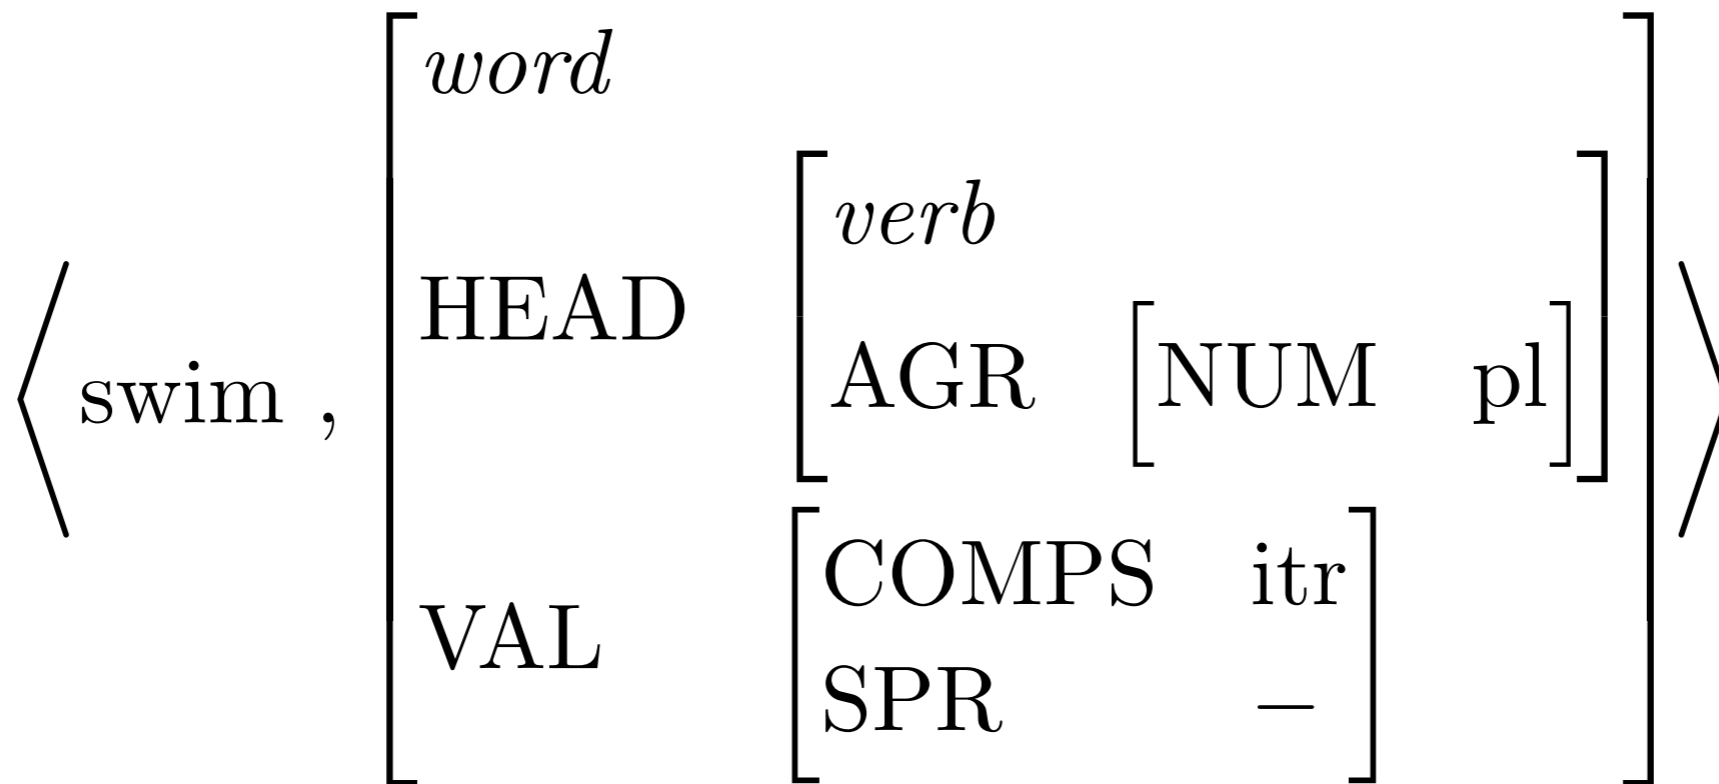 word
verb
HEAD
swim ,
AGR [NUM pl]
COMPS itr
VAL
SPR −